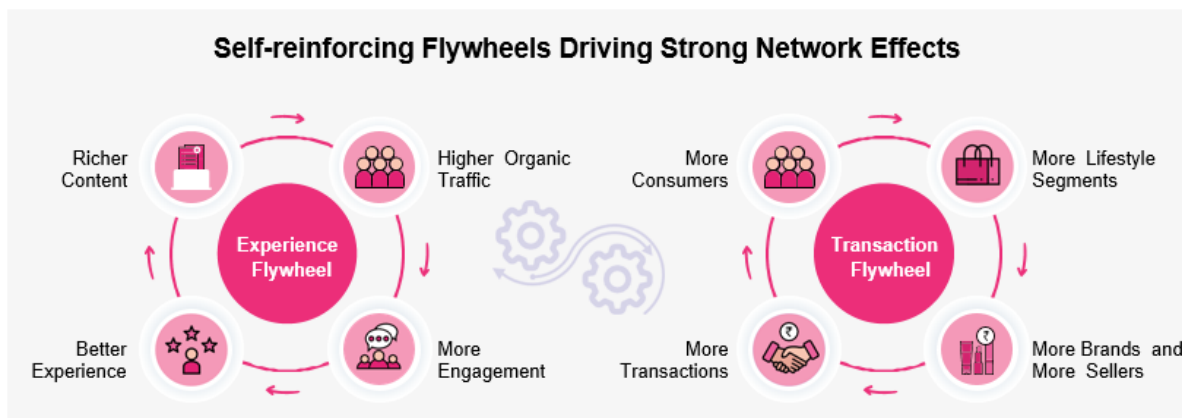 Self-reinforcing Flywheels Driving Strong Network Effects
Richer
Content
Higher Organic
Traffic
Experience
Flywheel
Better
Experience
More
Engagement
More
Consumers
More Lifestyle
Segments
Transaction
Flywheel
₹
More
Transactions
₹
More Brands and
More Sellers